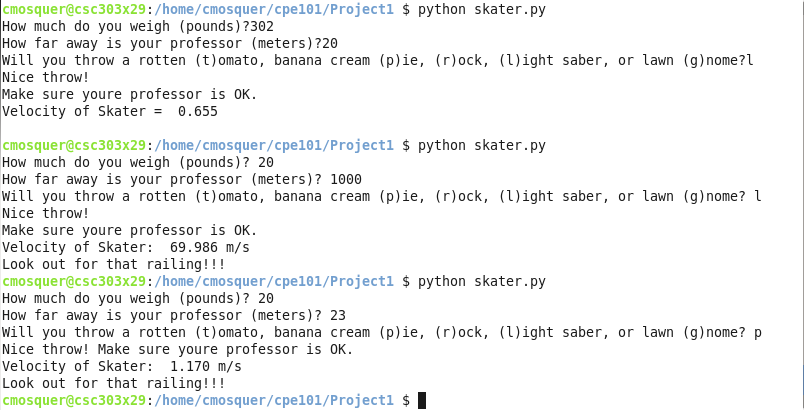 cmosquer@csc303x29:/home/cmosquer/cpe101/Project1 $ python skater.py
How much do you weigh (pounds)?302
How far away is your professor (meters)?20
Will you throw a rotten (t)omato, banana cream (p)ie, (r)ock, (l)ight saber, or lawn (g)nome?l
Nice throw!
Make sure youre professor is OK.
Velocity of Skater =  0.655
cmosquer@csc303x29:/home/cmosquer/cpe101/Project1 $ python skater.py
How much do you weigh (pounds)? 20
How far away is your professor (meters)? 1000
Will you throw a rotten (t)omato, banana cream (p)ie, (r)ock, (l)ight saber, or lawn (g)nome? l
Nice throw!
Make sure youre professor is OK.
Velocity of Skater:  69.986 m/s
Look out for that railing!!!
cmosquer@csc303x29:/home/cmosquer/cpe101/Project1 $ python skater.py
How much do you weigh (pounds)? 20
How far away is your professor (meters)? 23
Will you throw a rotten (t)omato, banana cream (p)ie, (r)ock, (l)ight saber, or lawn (g)nome? p
Nice throw! Make sure youre professor is OK.
Velocity of Skater:  1.170 m/s
Look out for that railing!!!
cmosquer@csc303x29:/home/cmosquer/cpe101/Project1 $